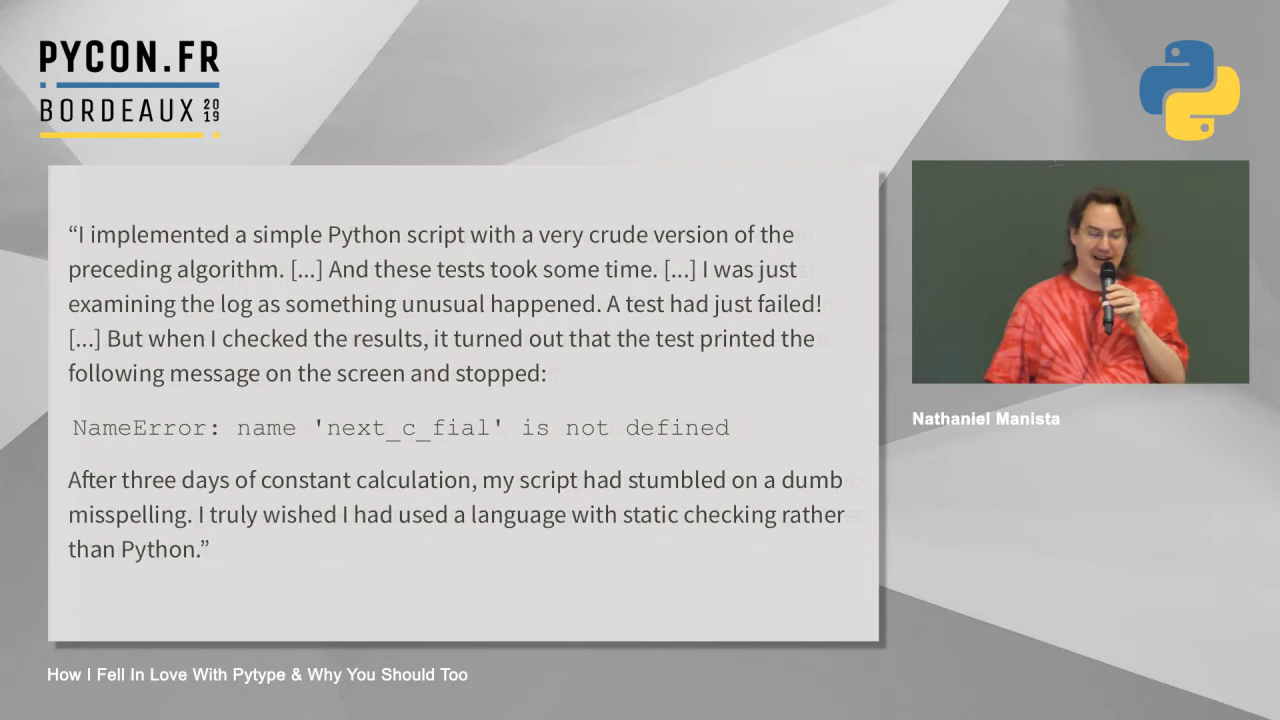 PYCON.FR
BORDEAUX 2019
“I implemented a simple Python script with a very crude version of the
preceding algorithm. [...] And these tests took some time. [...] I was just
examining the log as something unusual happened. A test had just failed!
[...] But when I checked the results, it turned out that the test printed the
following message on the screen and stopped:
NameError: name 'next_c_fial' is not defined
After three days of constant calculation, my script had stumbled on a dumb
misspelling. I truly wished I had used a language with static checking rather
than Python.”
Nathaniel Manista
How I Fell In Love With Pytype & Why You Should Too